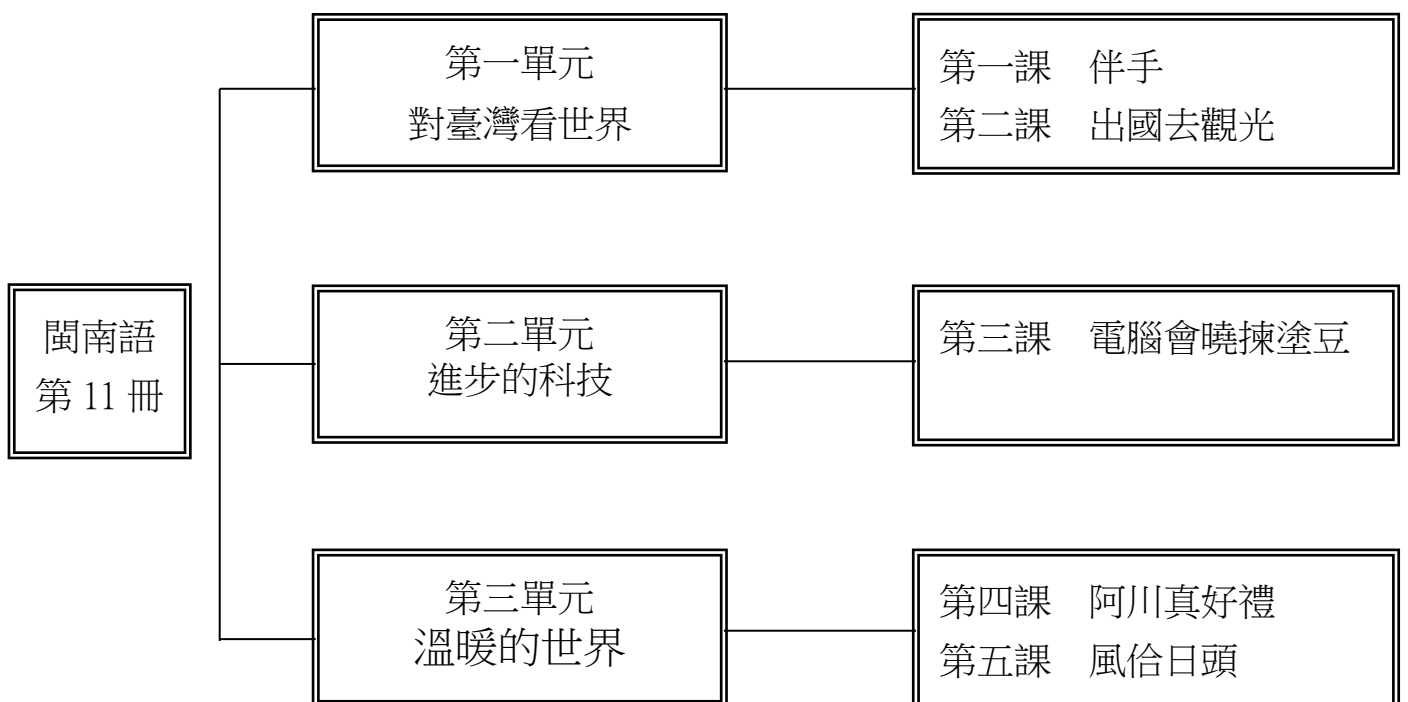 閩南語
第 11 冊
第一單元
對臺灣看世界
第一課　伴手
第二課　出國去觀光
第二單元
進步的科技
第三課　電腦會曉揀塗豆
第三單元
溫暖的世界
第四課　阿川真好禮
第五課　風佮日頭